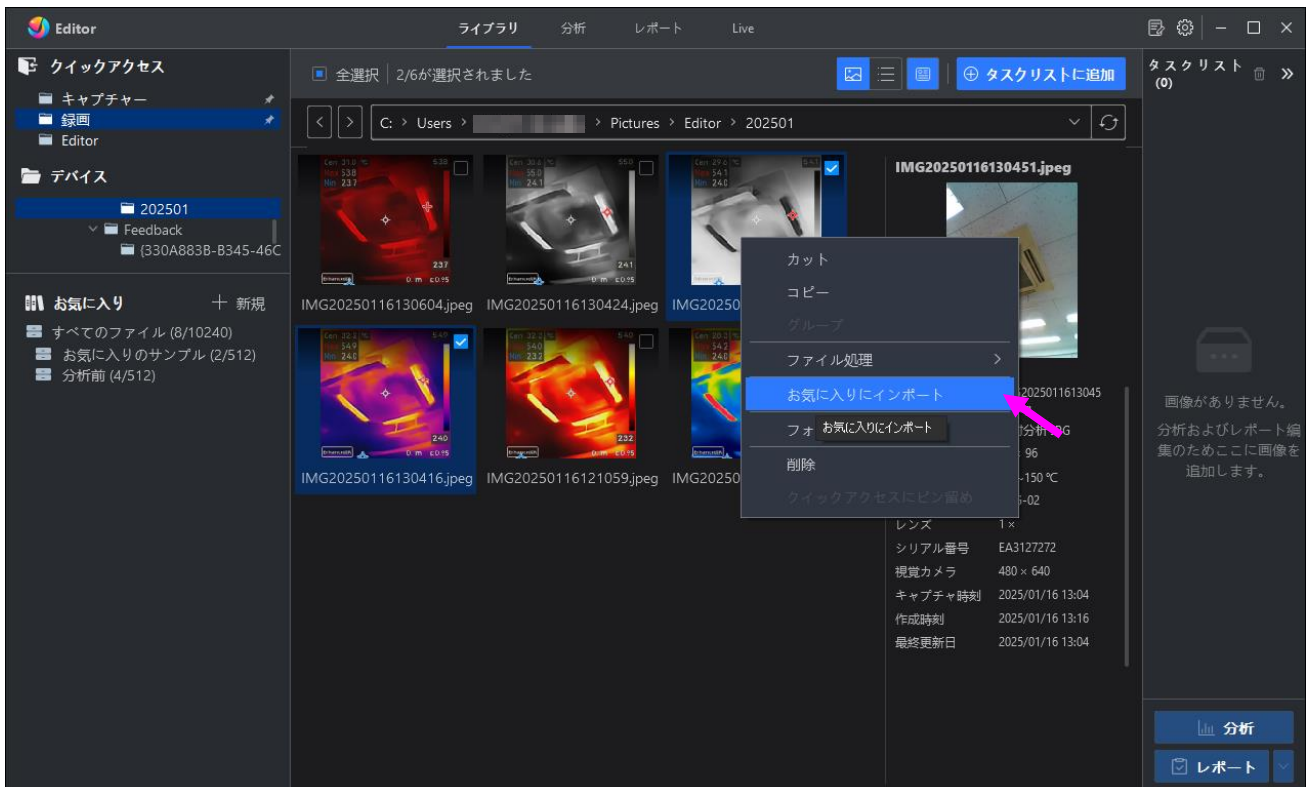 Editor
ライブラリ 分析 レポート Live
クイックアクセス
キャプチャー
録画
Editor
デバイス
202501
Feedback
{330A883B-B345-46C
お気に入り
新規
すべてのファイル (8/10240)
お気に入りのサンプル (2/512)
分析前 (4/512)
全選択 2/6が選択されました
タスクリストに追加
C: > Users > > Pictures > Editor > 202501
IMG20250116130604.jpeg
IMG20250116130424.jpeg
IMG20250
IMG20250116130416.jpeg
IMG20250116121059.jpeg
IMG20250
カット
コピー
グループ
ファイル処理
お気に入りにインポート
フォ
お気に入りにインポート
削除
クイックアクセスにピン留め
IMG20250116130451.jpeg
2025011613045
96
-150 ℃
-02
レンズ 1 ×
シリアル番号 EA3127272
視覚カメラ 480 × 640
キャプチャ時刻 2025/01/16 13:04
作成時刻 2025/01/16 13:16
最終更新日 2025/01/16 13:04
タスクリスト
(0)
画像がありません。
分析およびレポート編
集のためここに画像を
追加します。
分析
レポート